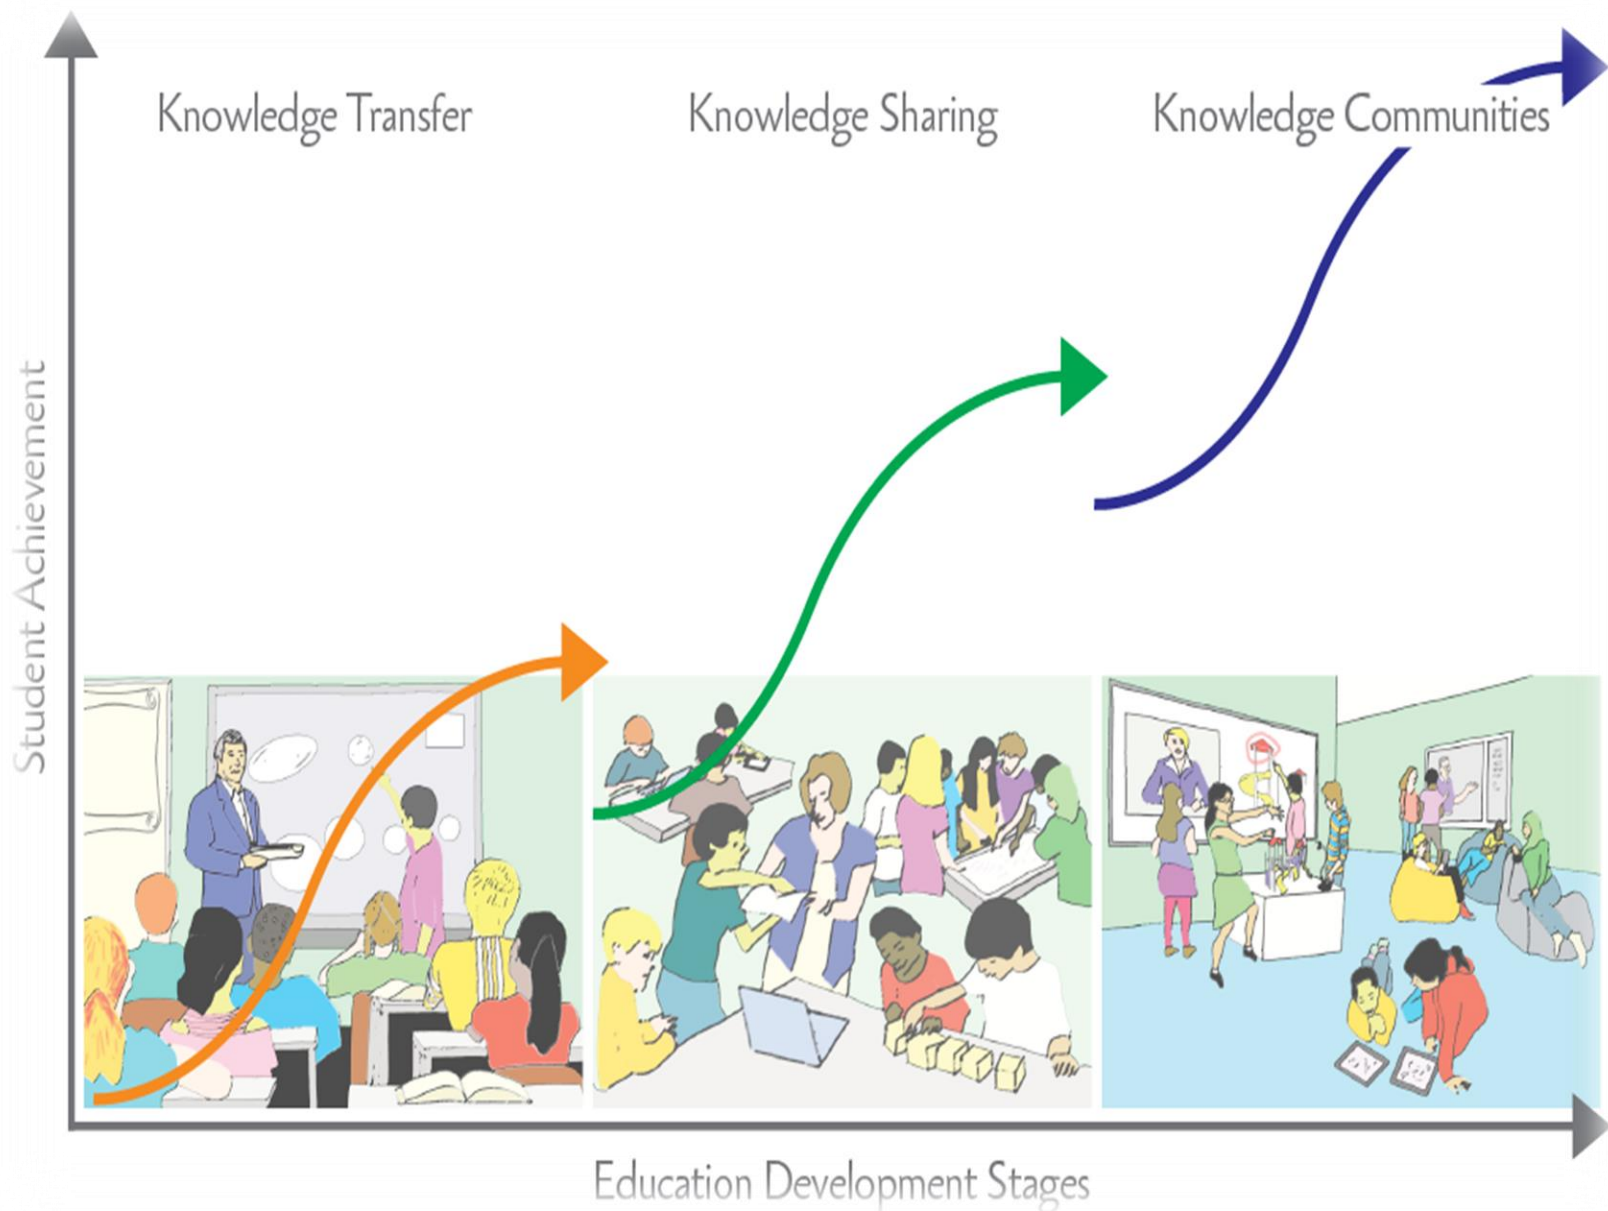 Knowledge Transfer
Knowledge Sharing
Knowledge Communities
Student Achievement
Education Development Stages